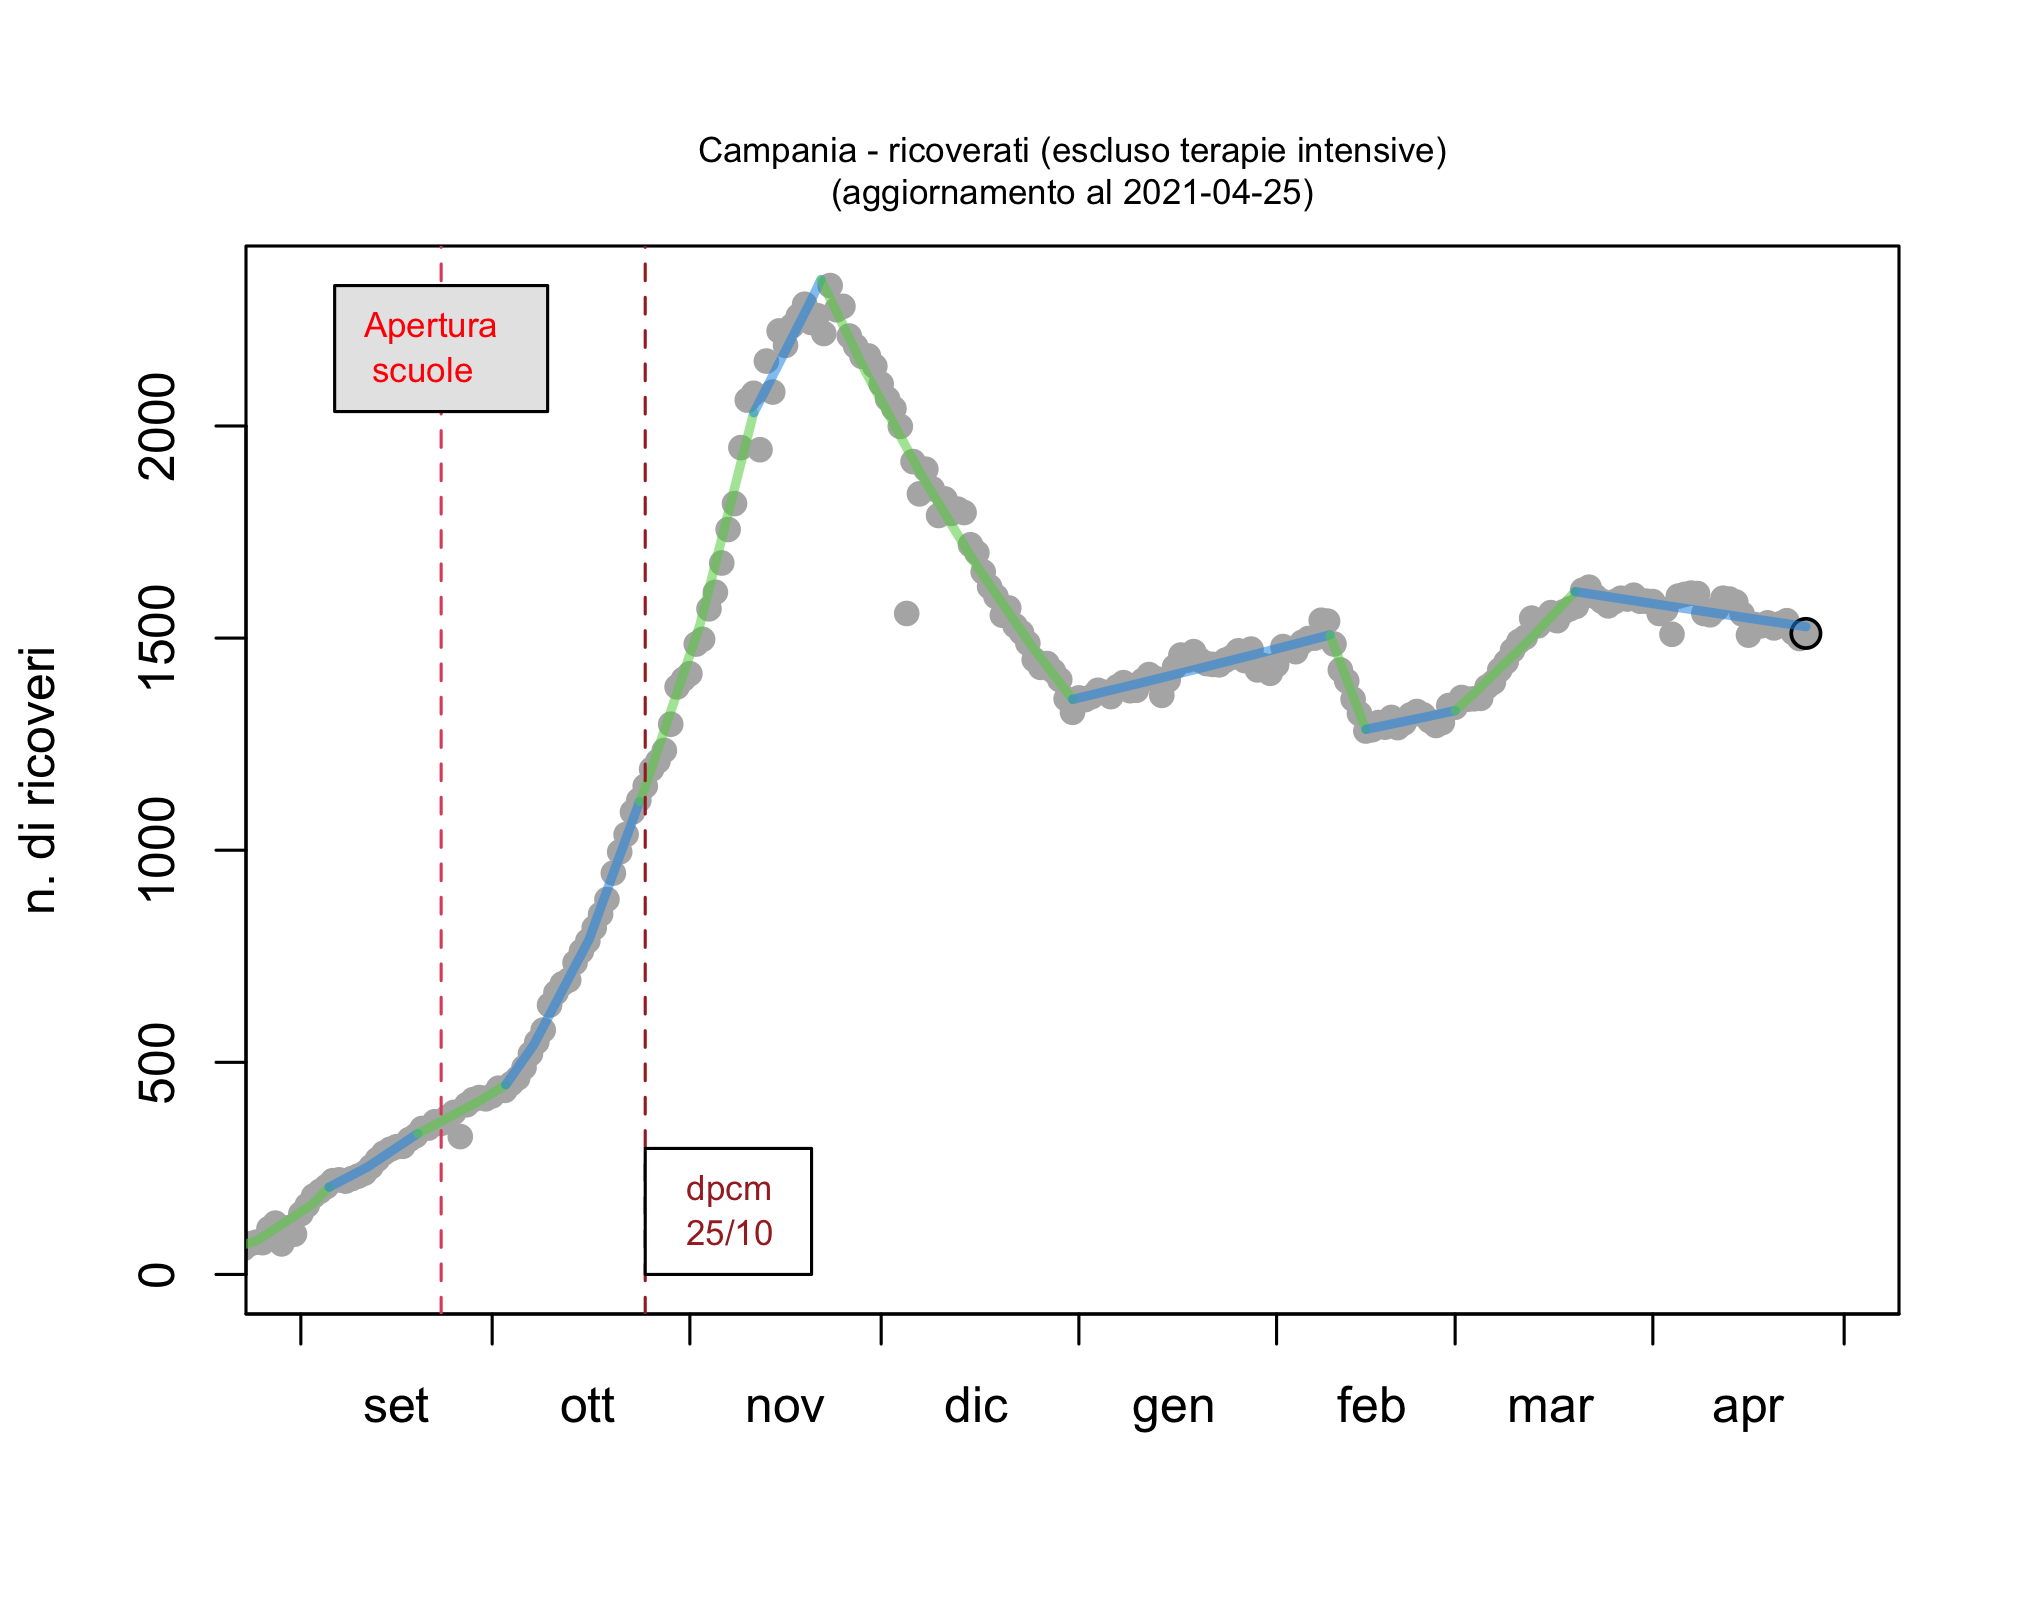 Campania - ricoverati (escluso terapie intensive)
(aggiornamento al 2021-04-25)
Apertura
scuole
dpcm
25/10
n. di ricoveri
2000
1500
1000
500
0
set ott nov dic gen feb mar apr